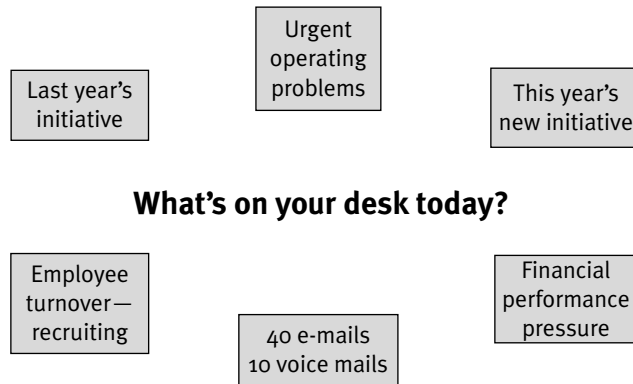 Urgent
operating
problems
Last year’s
initiative
This year’s
new initiative
What’s on your desk today?
Employee
turnover—
recruiting
Financial
performance
pressure
40 e-mails
10 voice mails